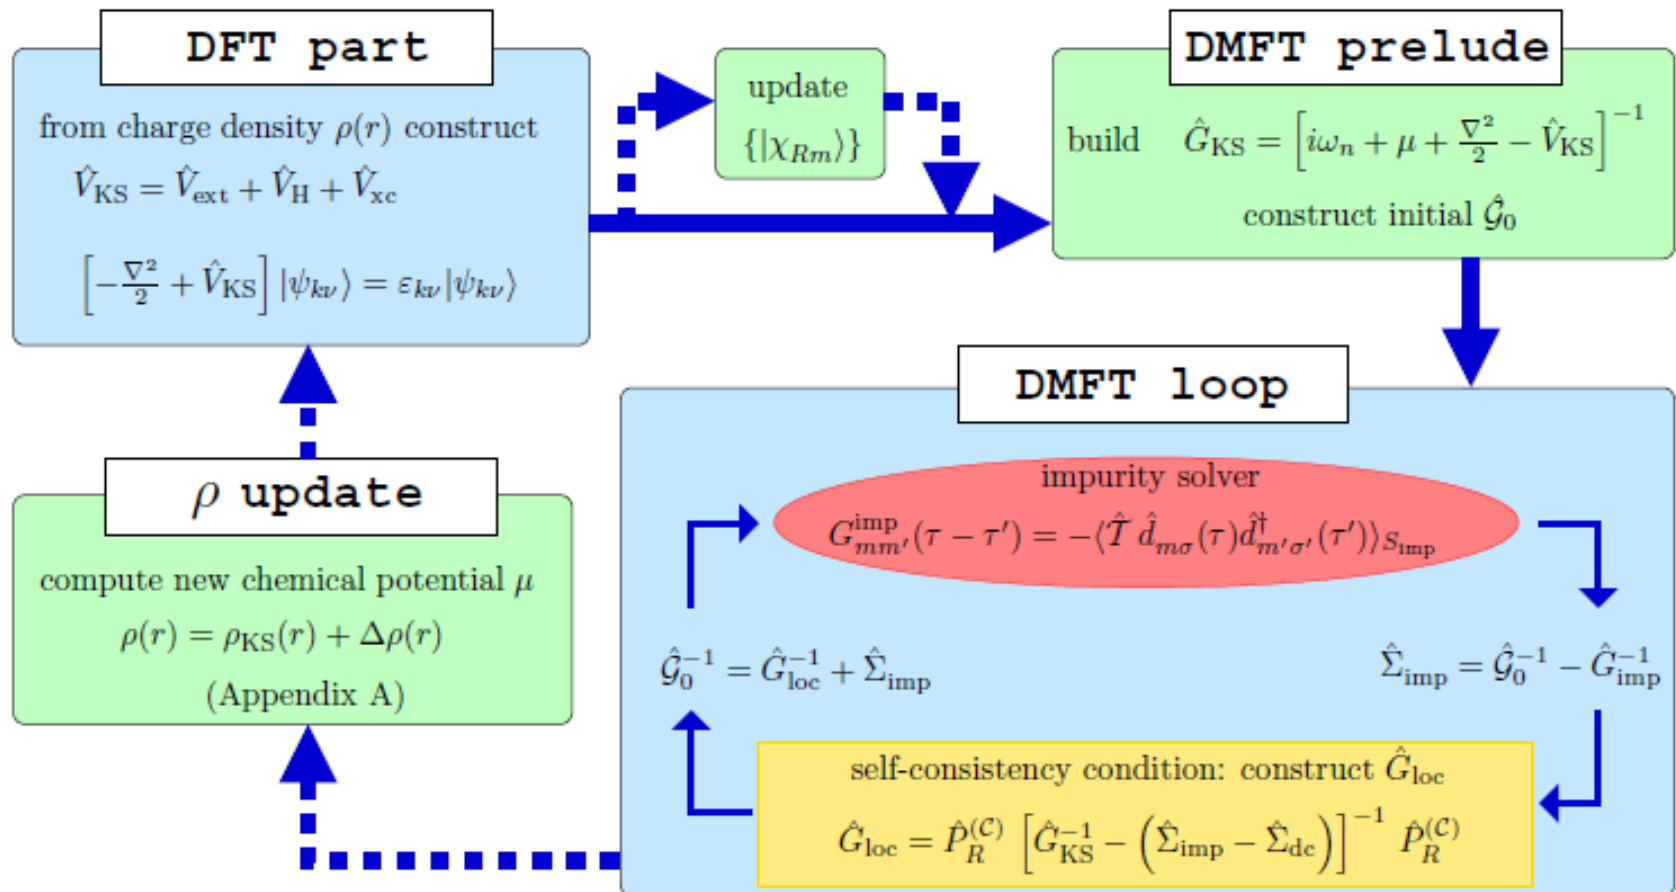 DFT part
from charge density ρ(r) construct
V̂_KS = V̂_ext + V̂_H + V̂_xc
[−∇²/2 + V̂_KS] |ψ_kν⟩ = ε_kν|ψ_kν⟩
update
{|χ_Rm⟩}
DMFT prelude
build Ĝ_KS = [iω_n + μ + ∇²/2 − V̂_KS]^−1
construct initial 𝒢̂_0
DMFT loop
impurity solver
G^imp_mm′(τ − τ′) = −⟨𝒯̂ d̂_mσ(τ)d̂^†_m′σ′(τ′)⟩_S_imp
𝒢̂_0^−1 = Ĝ_loc^−1 + Σ̂_imp
Σ̂_imp = 𝒢̂_0^−1 − Ĝ_imp^−1
self-consistency condition: construct Ĝ_loc
Ĝ_loc = P̂_R^(𝒞) [Ĝ_KS^−1 − (Σ̂_imp − Σ̂_dc)]^−1 P̂_R^(𝒞)
ρ update
compute new chemical potential μ
ρ(r) = ρ_KS(r) + Δρ(r)
(Appendix A)